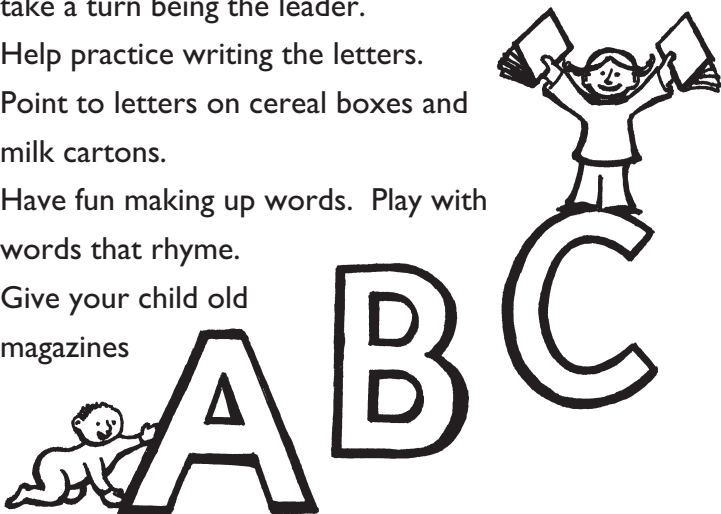 take a turn being the leader.
Help practice writing the letters.
Point to letters on cereal boxes and
milk cartons.
Have fun making up words.  Play with
words that rhyme.
Give your child old
magazines
A B C